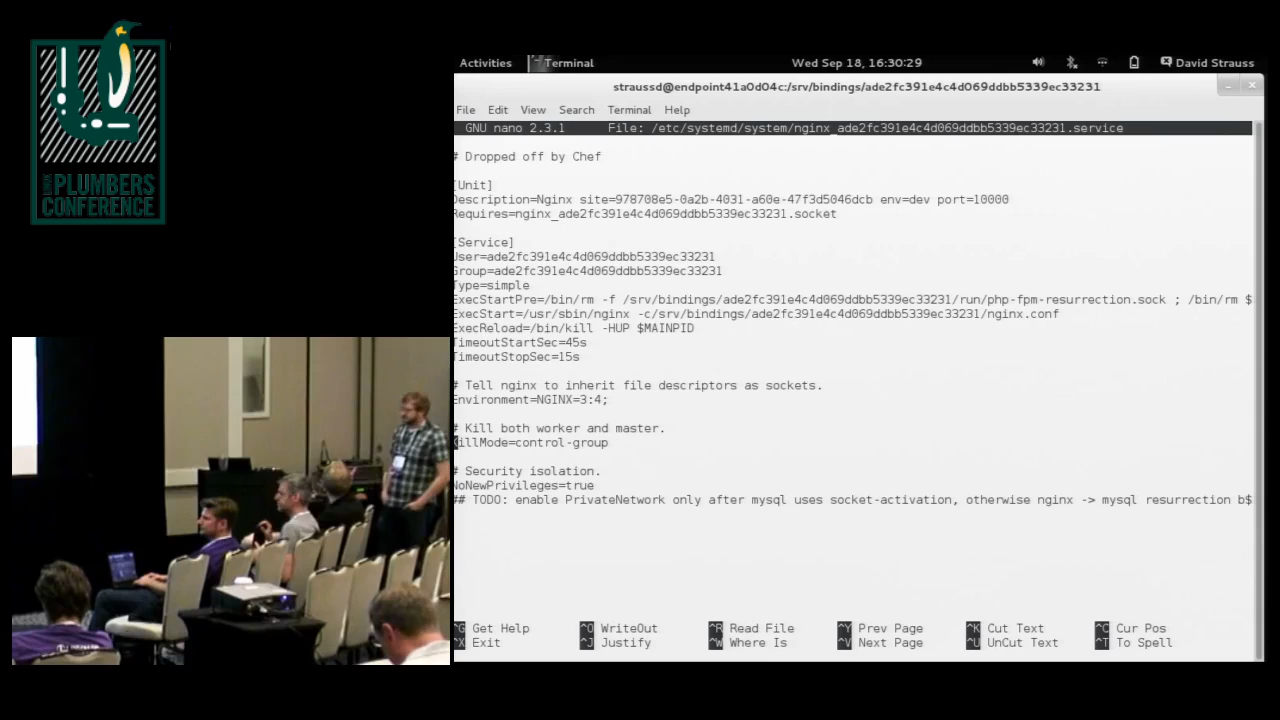 PLUMBERS
CONFERENCE
Activities Terminal Wed Sep 18, 16:30:29 David Strauss
straussd@endpoint41a0d04c:/srv/bindings/ade2fc391e4c4d069ddbb5339ec33231
File Edit View Search Terminal Help
GNU nano 2.3.1 File: /etc/systemd/system/nginx_ade2fc391e4c4d069ddbb5339ec33231.service
# Dropped off by Chef
[Unit]
Description=Nginx site=978708e5-0a2b-4031-a60e-47f3d5046dcb env=dev port=10000
Requires=nginx_ade2fc391e4c4d069ddbb5339ec33231.socket
[Service]
User=ade2fc391e4c4d069ddbb5339ec33231
Group=ade2fc391e4c4d069ddbb5339ec33231
Type=simple
ExecStartPre=/bin/rm -f /srv/bindings/ade2fc391e4c4d069ddbb5339ec33231/run/php-fpm-resurrection.sock ; /bin/rm $
ExecStart=/usr/sbin/nginx -c/srv/bindings/ade2fc391e4c4d069ddbb5339ec33231/nginx.conf
ExecReload=/bin/kill -HUP $MAINPID
TimeoutStartSec=45s
TimeoutStopSec=15s
# Tell nginx to inherit file descriptors as sockets.
Environment=NGINX=3:4;
# Kill both worker and master.
KillMode=control-group
# Security isolation.
NoNewPrivileges=true
## TODO: enable PrivateNetwork only after mysql uses socket-activation, otherwise nginx -> mysql resurrection b$
^G Get Help ^O WriteOut ^R Read File ^Y Prev Page ^K Cut Text ^C Cur Pos
^X Exit ^J Justify ^W Where Is ^V Next Page ^U UnCut Text ^T To Spell